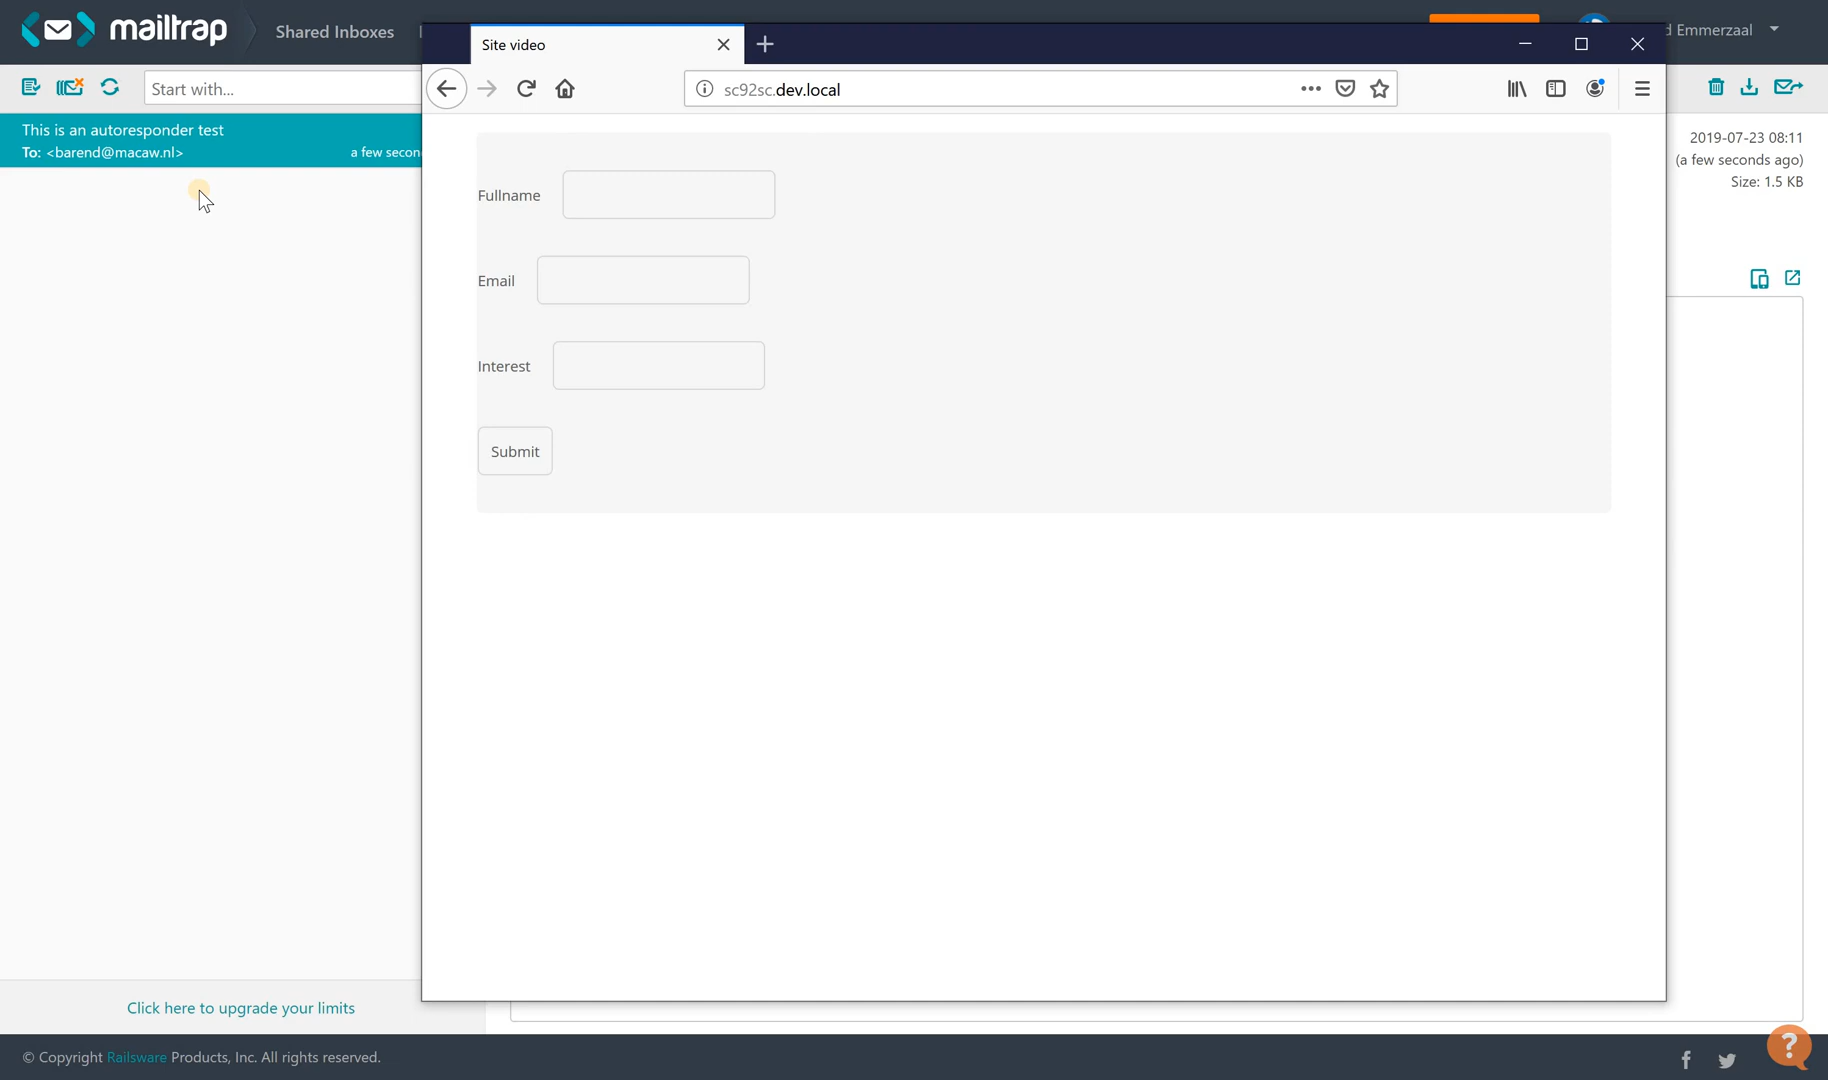 mailtrap
Shared Inboxes
Emmerzaal
Start with...
This is an autoresponder test
To: <barend@macaw.nl>
a few secon
Site video
sc92sc.dev.local
Fullname
Email
Interest
Submit
2019-07-23 08:11
(a few seconds ago)
Size: 1.5 KB
Click here to upgrade your limits
© Copyright Railsware Products, Inc. All rights reserved.
?